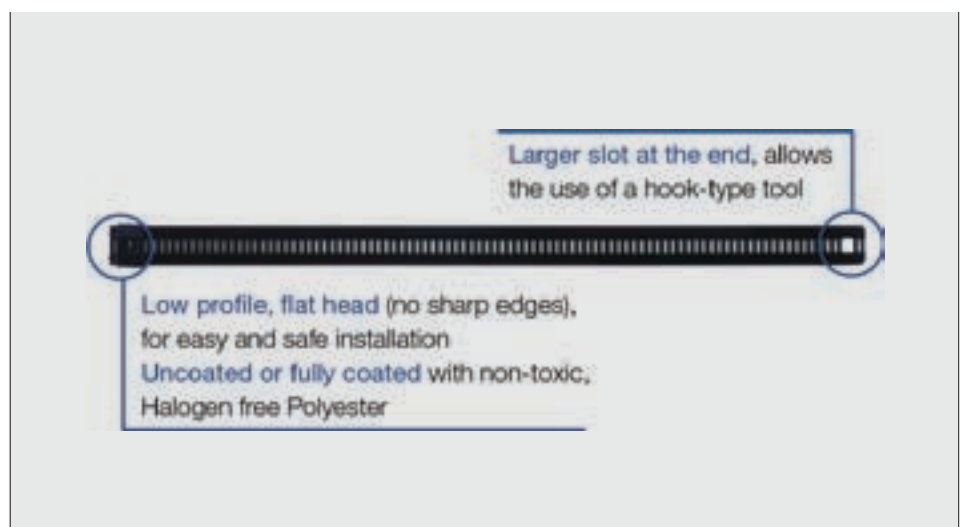 Larger slot at the end, allows
the use of a hook-type tool
Low profile, flat head (no sharp edges),
for easy and safe installation
Uncoated or fully coated with non-toxic,
Halogen free Polyester